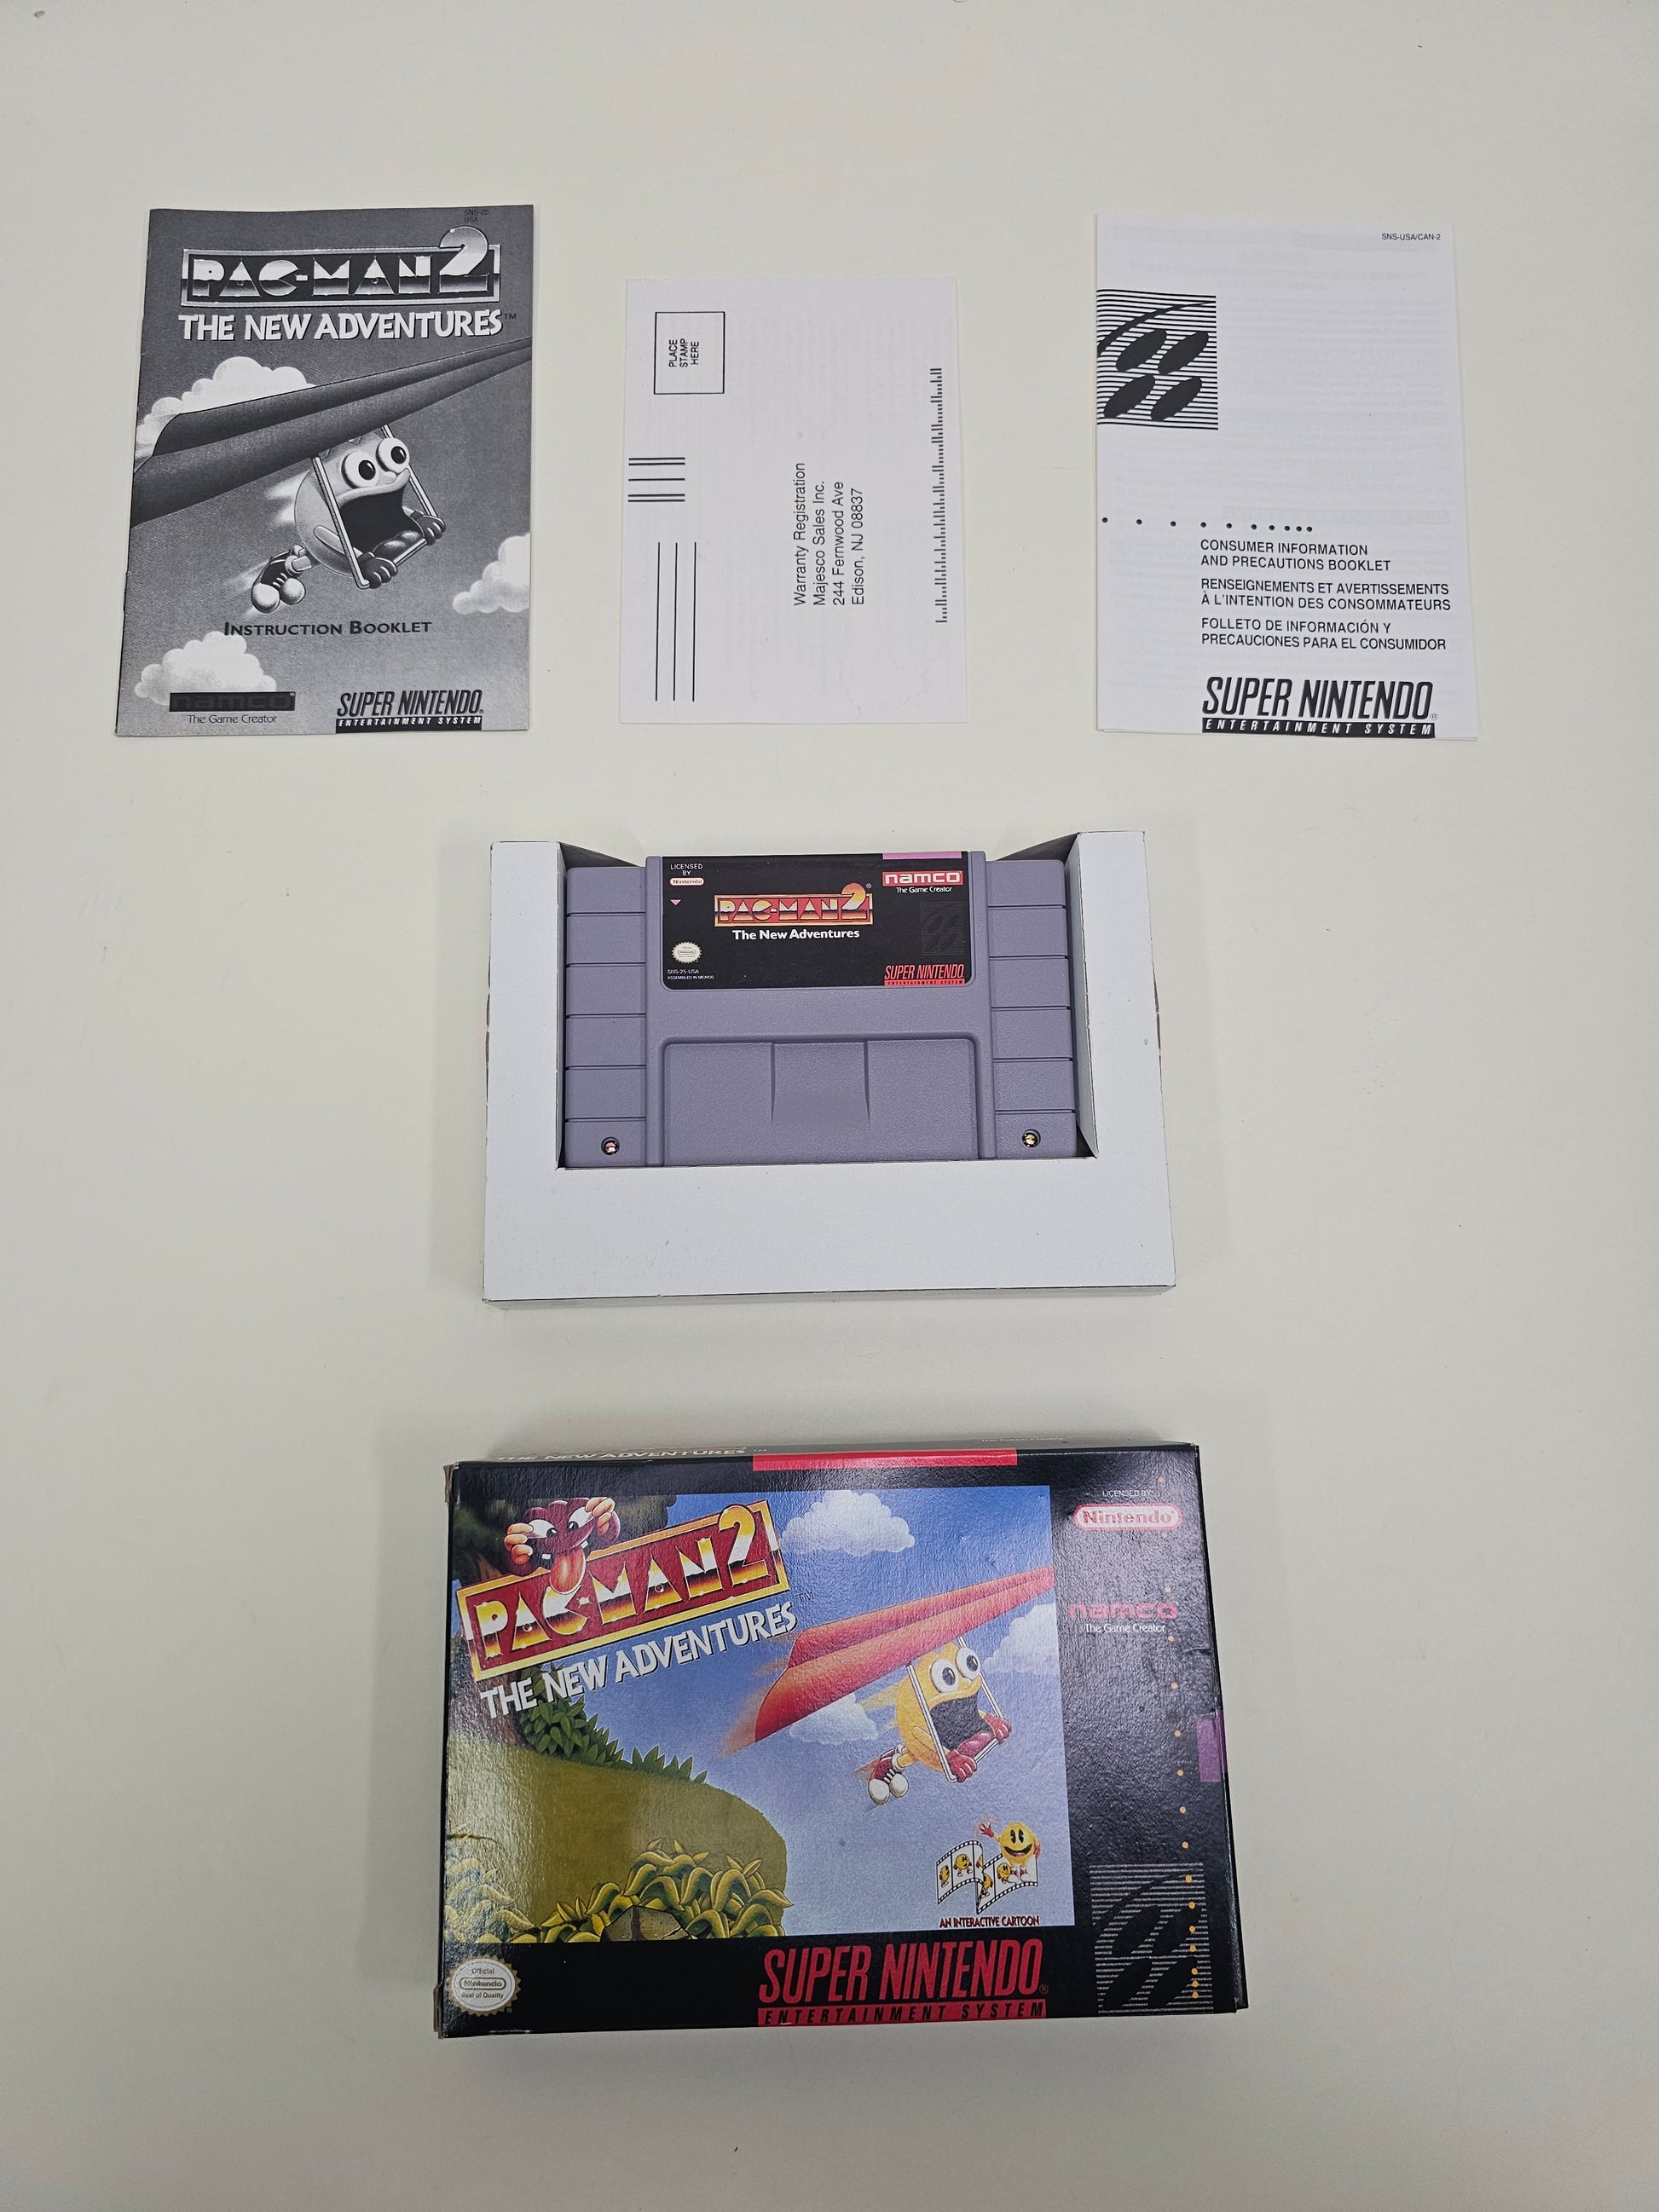 SNS-25
USA
PAC-MAN 2
THE NEW ADVENTURES™
INSTRUCTION BOOKLET
namco
The Game Creator
SUPER NINTENDO®
ENTERTAINMENT SYSTEM
PLACE
STAMP
HERE
Warranty Registration
Majesco Sales Inc.
244 Fernwood Ave
Edison, NJ 08837
SNS-USA/CAN-2
CONSUMER INFORMATION
AND PRECAUTIONS BOOKLET
RENSEIGNEMENTS ET AVERTISSEMENTS
À L'INTENTION DES CONSOMMATEURS
FOLLETO DE INFORMACIÓN Y
PRECAUCIONES PARA EL CONSUMIDOR
SUPER NINTENDO®
ENTERTAINMENT SYSTEM
LICENSED
BY
Nintendo
namco
The Game Creator
PAC-MAN 2®
The New Adventures
SNS-25-USA
ASSEMBLED IN MEXICO
SUPER NINTENDO
ENTERTAINMENT SYSTEM
THE NEW ADVENTURES
LICENSED BY
Nintendo
PAC-MAN 2
THE NEW ADVENTURES™
namco
The Game Creator
AN INTERACTIVE CARTOON
Official
Nintendo
Seal of Quality
SUPER NINTENDO®
ENTERTAINMENT SYSTEM